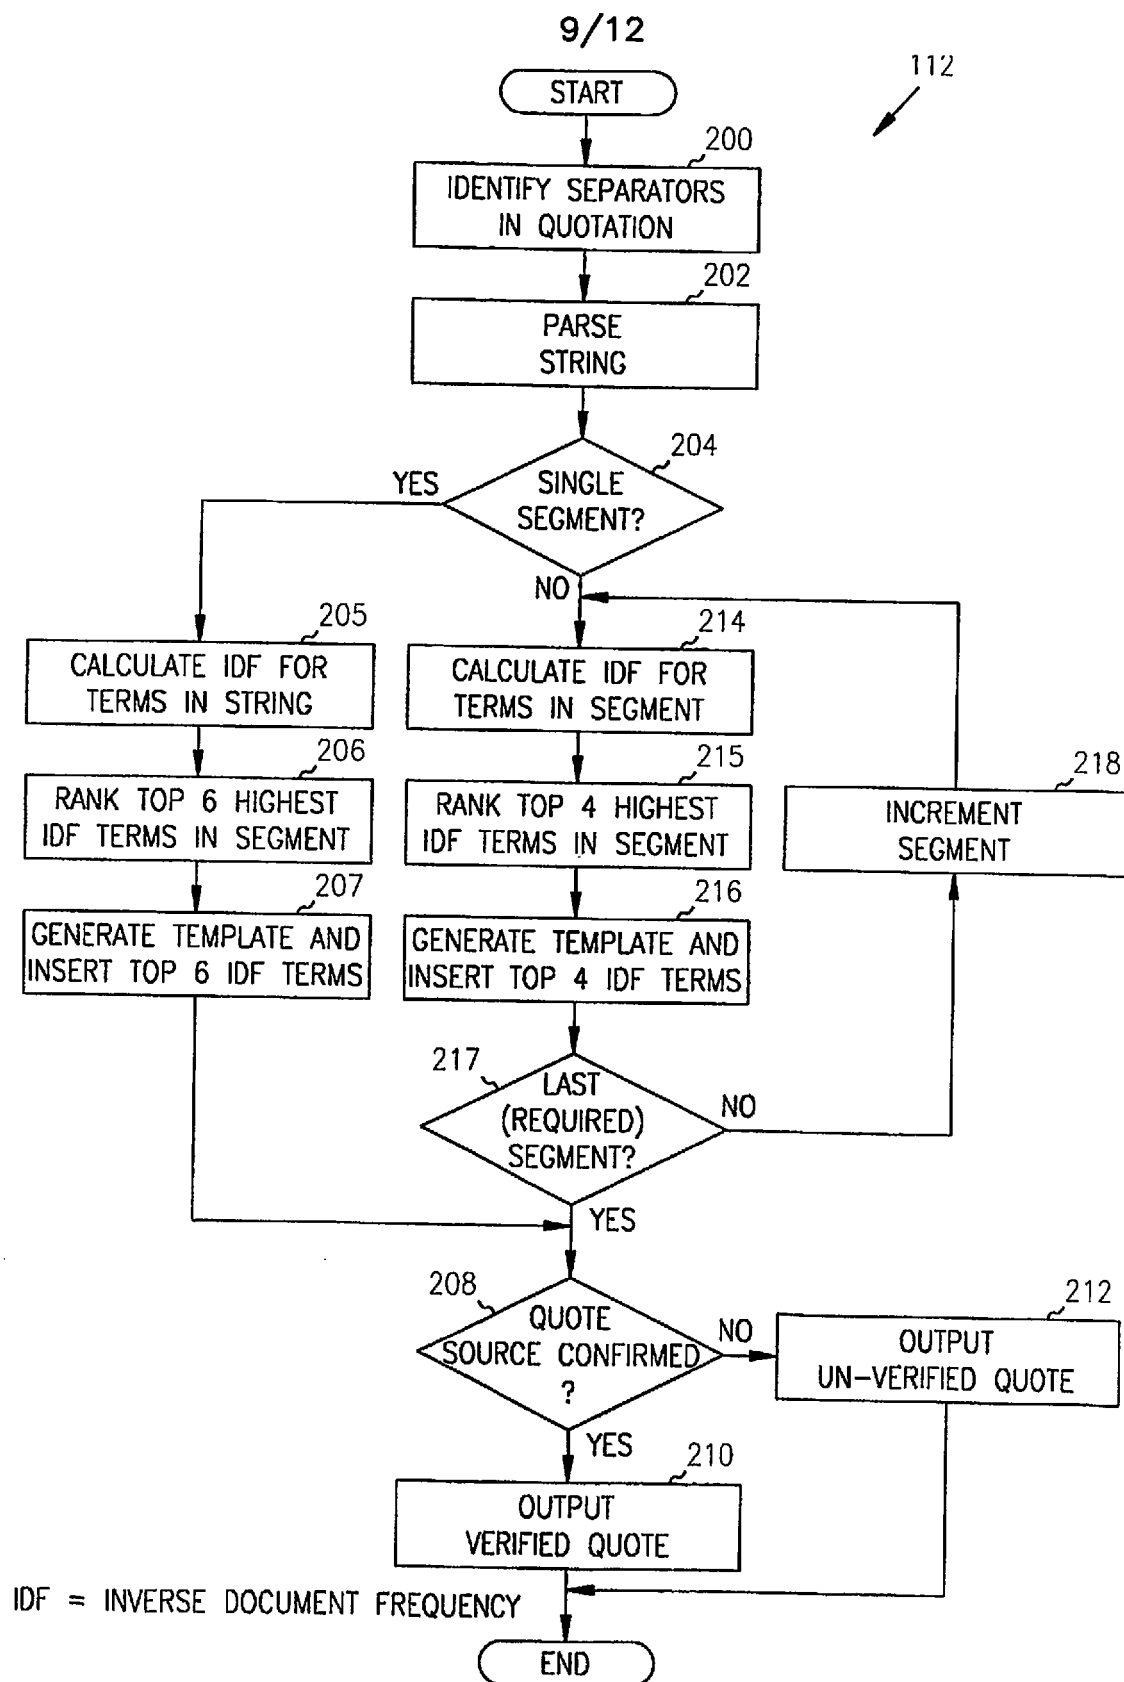 9/12
112
START
200
IDENTIFY SEPARATORS
IN QUOTATION
202
PARSE
STRING
204
SINGLE
SEGMENT?
YES
NO
205
CALCULATE IDF FOR
TERMS IN STRING
214
CALCULATE IDF FOR
TERMS IN SEGMENT
206
RANK TOP 6 HIGHEST
IDF TERMS IN SEGMENT
215
RANK TOP 4 HIGHEST
IDF TERMS IN SEGMENT
218
INCREMENT
SEGMENT
207
GENERATE TEMPLATE AND
INSERT TOP 6 IDF TERMS
216
GENERATE TEMPLATE AND
INSERT TOP 4 IDF TERMS
217
LAST
(REQUIRED)
SEGMENT?
NO
YES
208
QUOTE
SOURCE CONFIRMED
?
NO
212
OUTPUT
UN-VERIFIED QUOTE
YES
210
OUTPUT
VERIFIED QUOTE
IDF = INVERSE DOCUMENT FREQUENCY
END